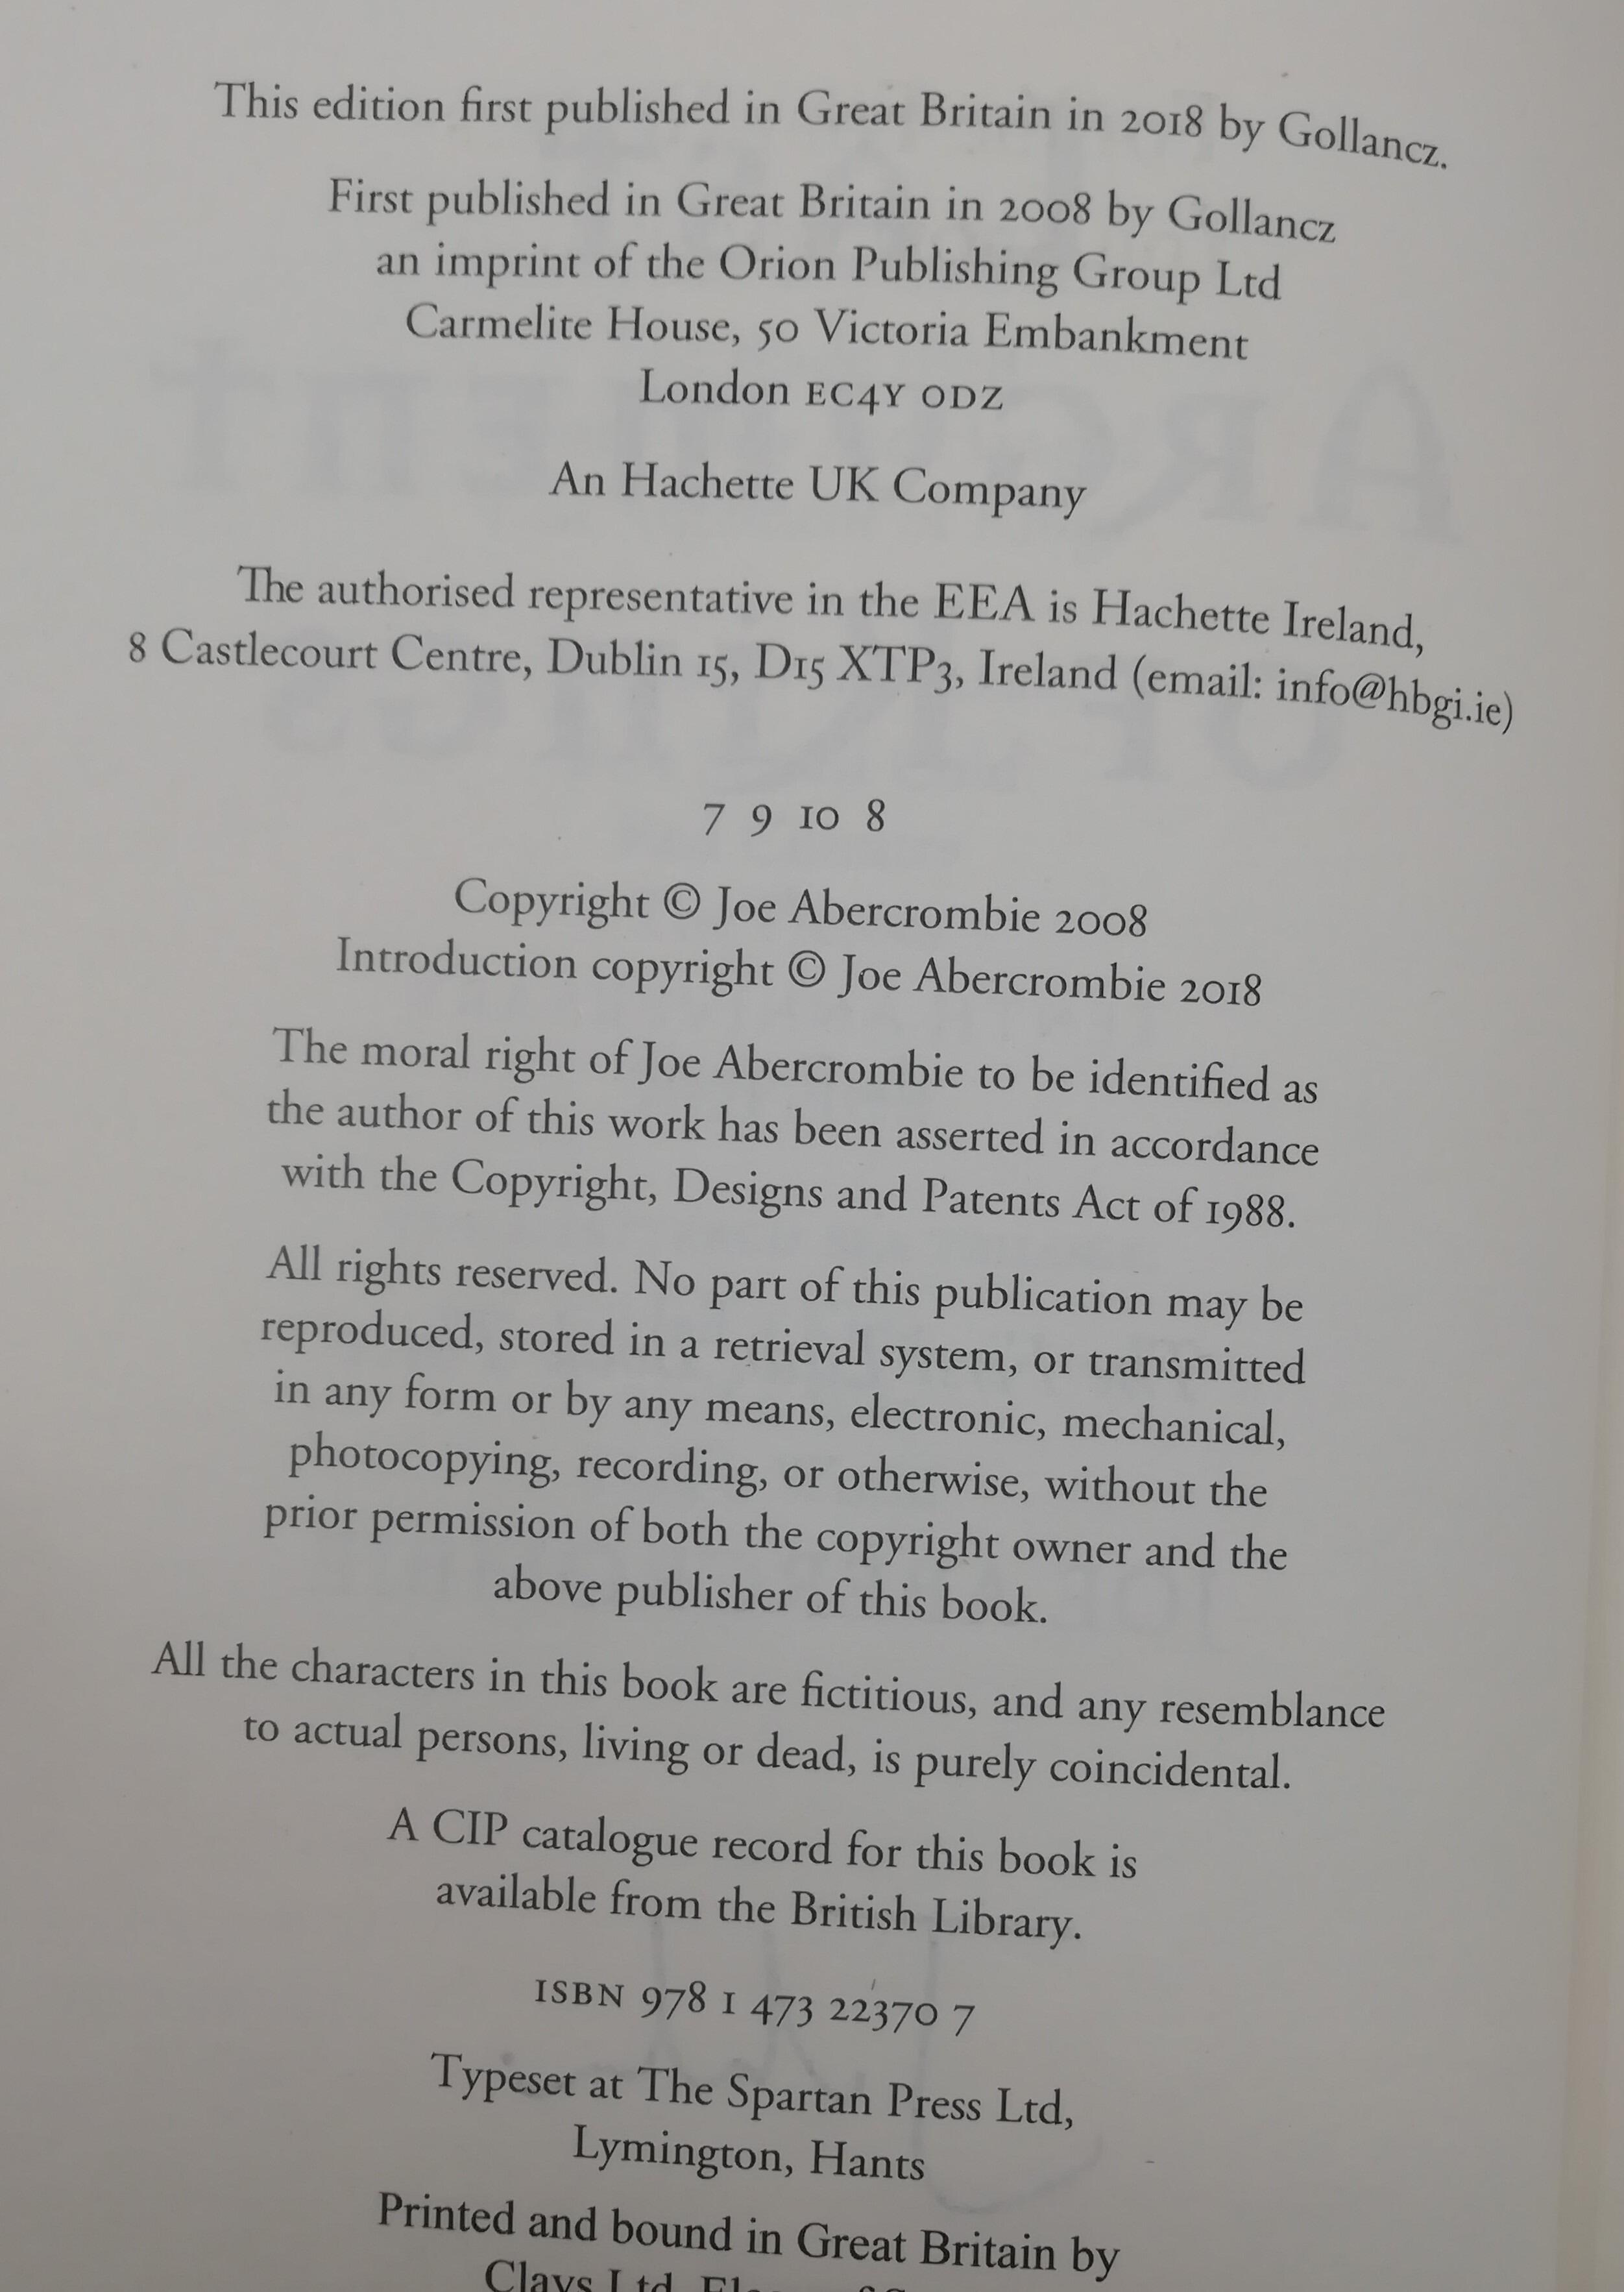 This edition first published in Great Britain in 2018 by Gollancz.
First published in Great Britain in 2008 by Gollancz
an imprint of the Orion Publishing Group Ltd
Carmelite House, 50 Victoria Embankment
London EC4Y 0DZ
An Hachette UK Company
The authorised representative in the EEA is Hachette Ireland,
8 Castlecourt Centre, Dublin 15, D15 XTP3, Ireland (email: info@hbgi.ie)
7 9 10 8
Copyright © Joe Abercrombie 2008
Introduction copyright © Joe Abercrombie 2018
The moral right of Joe Abercrombie to be identified as
the author of this work has been asserted in accordance
with the Copyright, Designs and Patents Act of 1988.
All rights reserved. No part of this publication may be
reproduced, stored in a retrieval system, or transmitted
in any form or by any means, electronic, mechanical,
photocopying, recording, or otherwise, without the
prior permission of both the copyright owner and the
above publisher of this book.
All the characters in this book are fictitious, and any resemblance
to actual persons, living or dead, is purely coincidental.
A CIP catalogue record for this book is
available from the British Library.
ISBN 978 1 473 22370 7
Typeset at The Spartan Press Ltd,
Lymington, Hants
Printed and bound in Great Britain by
Clays Ltd,